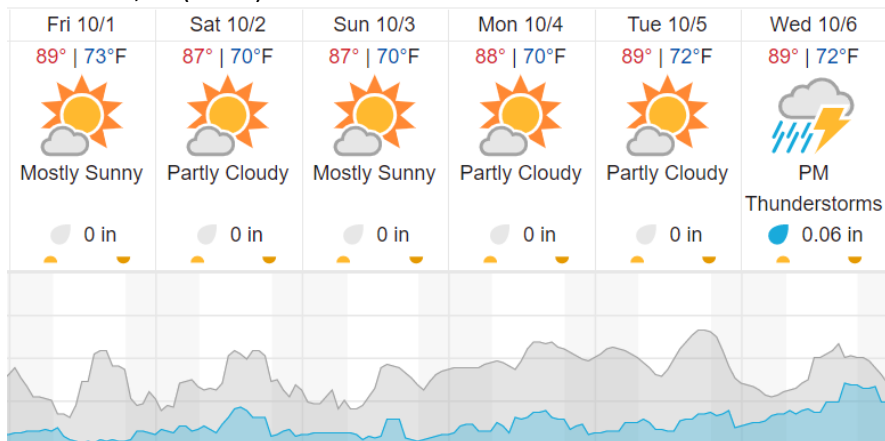 Fri 10/1 Sat 10/2 Sun 10/3 Mon 10/4 Tue 10/5 Wed 10/6
89° | 73°F 87° | 70°F 87° | 70°F 88° | 70°F 89° | 72°F 89° | 72°F
Mostly Sunny Partly Cloudy Mostly Sunny Partly Cloudy Partly Cloudy PM
Thunderstorms
0 in 0 in 0 in 0 in 0 in 0.06 in